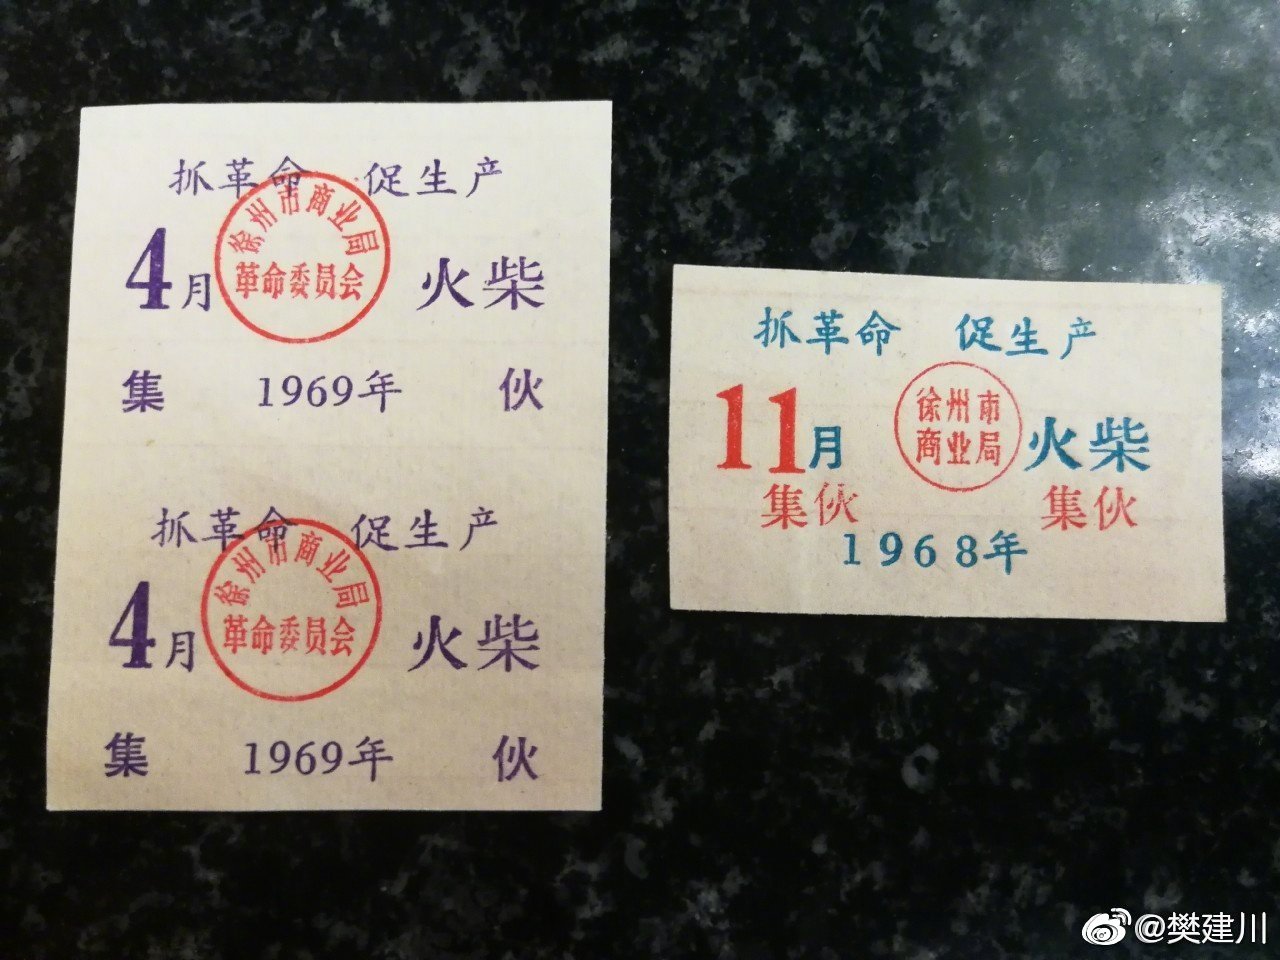 抓革命 促生产
徐州市商业局
革命委员会
4月 火柴
集 1969年 伙
抓革命 促生产
徐州市商业局
革命委员会
4月 火柴
集 1969年 伙
抓革命 促生产
徐州市
商业局
11月 火柴
集伙 集伙
1968年
@樊建川